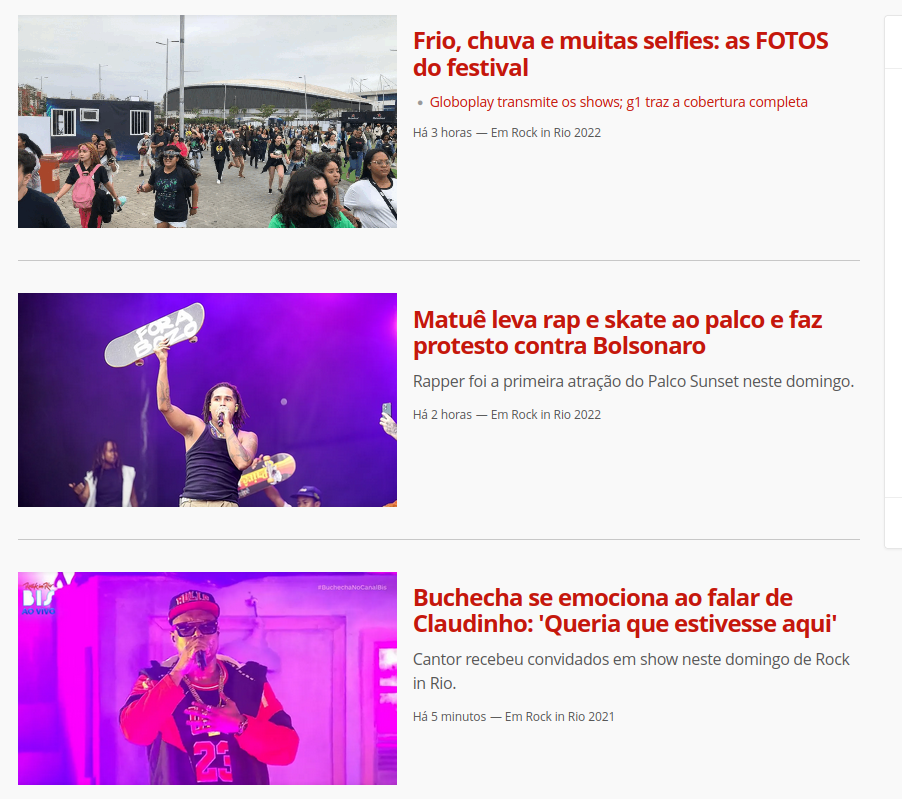 Frio, chuva e muitas selfies: as FOTOS
do festival
Globoplay transmite os shows; g1 traz a cobertura completa
Há 3 horas — Em Rock in Rio 2022
FORA
BOZO
Matuê leva rap e skate ao palco e faz
protesto contra Bolsonaro
Rapper foi a primeira atração do Palco Sunset neste domingo.
Há 2 horas — Em Rock in Rio 2022
Rock in Rio
BIS
AO VIVO
#BuchechaNoCanalBis
23
Buchecha se emociona ao falar de
Claudinho: 'Queria que estivesse aqui'
Cantor recebeu convidados em show neste domingo de Rock
in Rio.
Há 5 minutos — Em Rock in Rio 2021